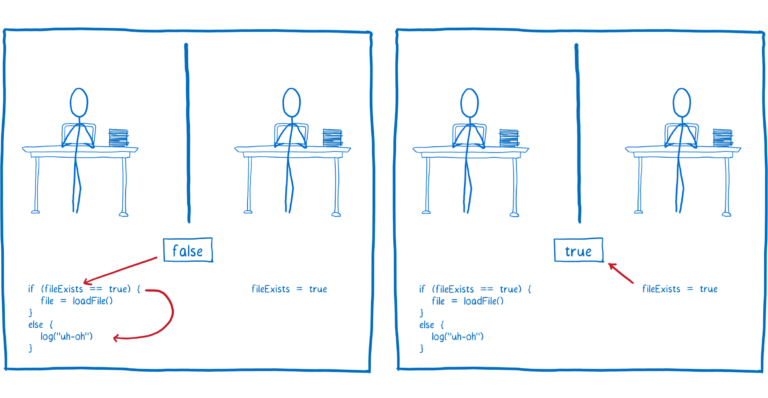 false
if (fileExists == true) {
file = loadFile()
}
else {
log("uh-oh")
}
fileExists = true
true
if (fileExists == true) {
file = loadFile()
}
else {
log("uh-oh")
}
fileExists = true